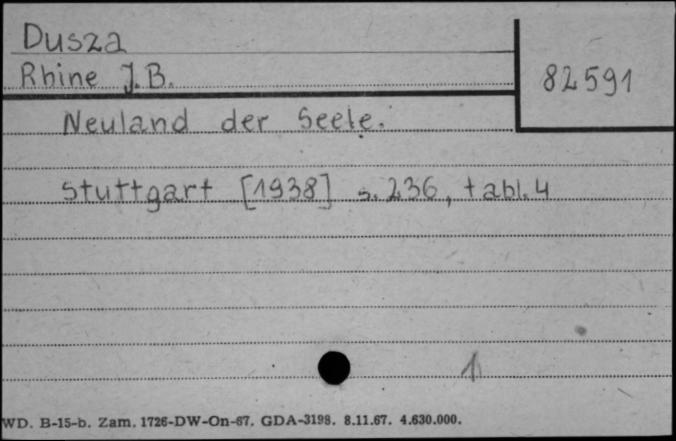 Dusza
Rhine J.B.
82591
Neuland der Seele.
Stuttgart [1938] s. 236, tabl. 4
1
WD. B-15-b. Zam. 1726-DW-On-67. GDA-3198. 8.11.67. 4.630.000.